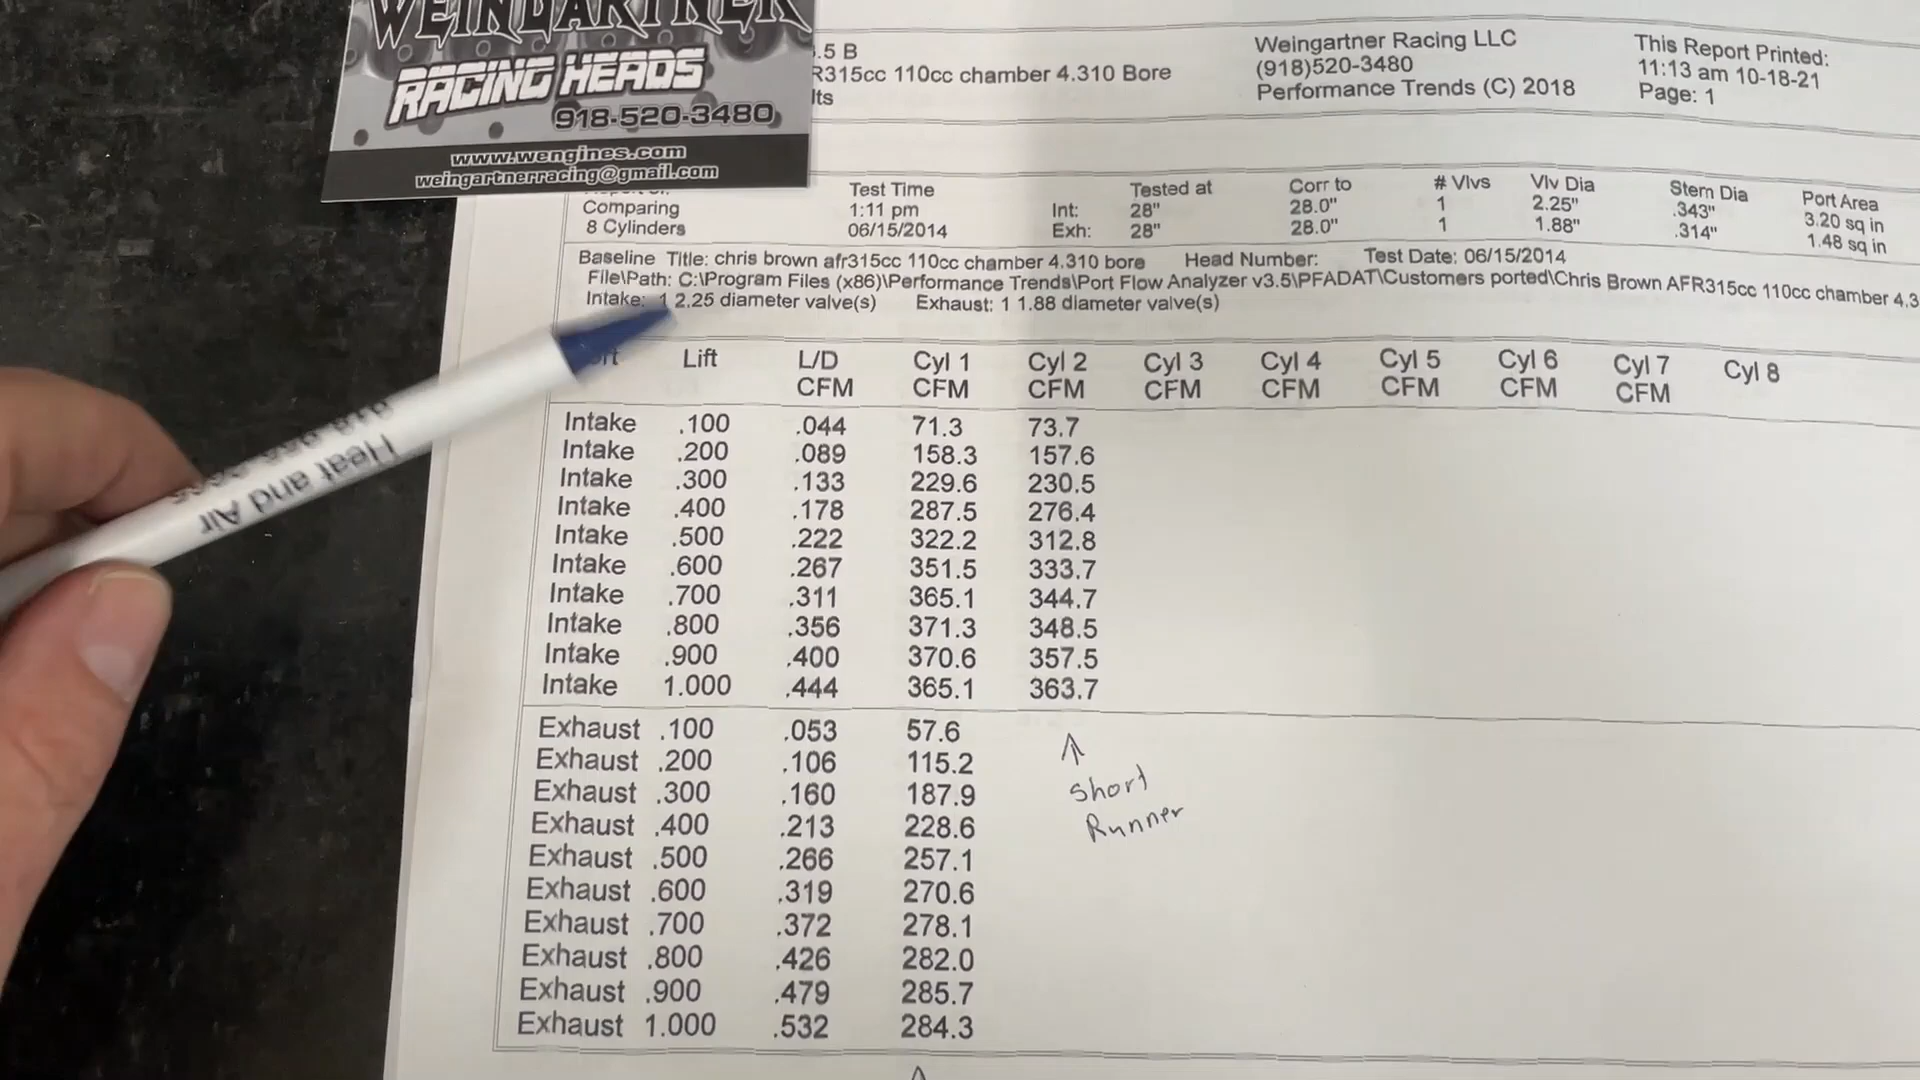 WEINGARTNER
RACING HEADS
918-520-3480
www.wengines.com
weingartnerracing@gmail.com
.5 B
R315cc 110cc chamber 4.310 Bore
lts
Weingartner Racing LLC
(918)520-3480
Performance Trends (C) 2018
This Report Printed:
11:13 am 10-18-21
Page: 1
Test Time Tested at Corr to # Vlvs Vlv Dia Stem Dia Port Area
Comparing 1:11 pm Int: 28" 28.0" 1 2.25" .343" 3.20 sq in
8 Cylinders 06/15/2014 Exh: 28" 28.0" 1 1.88" .314" 1.48 sq in
Baseline Title: chris brown afr315cc 110cc chamber 4.310 bore Head Number: Test Date: 06/15/2014
File\Path: C:\Program Files (x86)\Performance Trends\Port Flow Analyzer v3.5\PFADAT\Customers ported\Chris Brown AFR315cc 110cc chamber 4.3
Intake: 1 2.25 diameter valve(s) Exhaust: 1 1.88 diameter valve(s)
Lift L/D Cyl 1 Cyl 2 Cyl 3 Cyl 4 Cyl 5 Cyl 6 Cyl 7 Cyl 8
CFM CFM CFM CFM CFM CFM CFM CFM
Intake .100 .044 71.3 73.7
Intake .200 .089 158.3 157.6
Intake .300 .133 229.6 230.5
Intake .400 .178 287.5 276.4
Intake .500 .222 322.2 312.8
Intake .600 .267 351.5 333.7
Intake .700 .311 365.1 344.7
Intake .800 .356 371.3 348.5
Intake .900 .400 370.6 357.5
Intake 1.000 .444 365.1 363.7
Exhaust .100 .053 57.6
Exhaust .200 .106 115.2
Exhaust .300 .160 187.9
Exhaust .400 .213 228.6
Exhaust .500 .266 257.1
Exhaust .600 .319 270.6
Exhaust .700 .372 278.1
Exhaust .800 .426 282.0
Exhaust .900 .479 285.7
Exhaust 1.000 .532 284.3
Short
Runner
Heat and Air